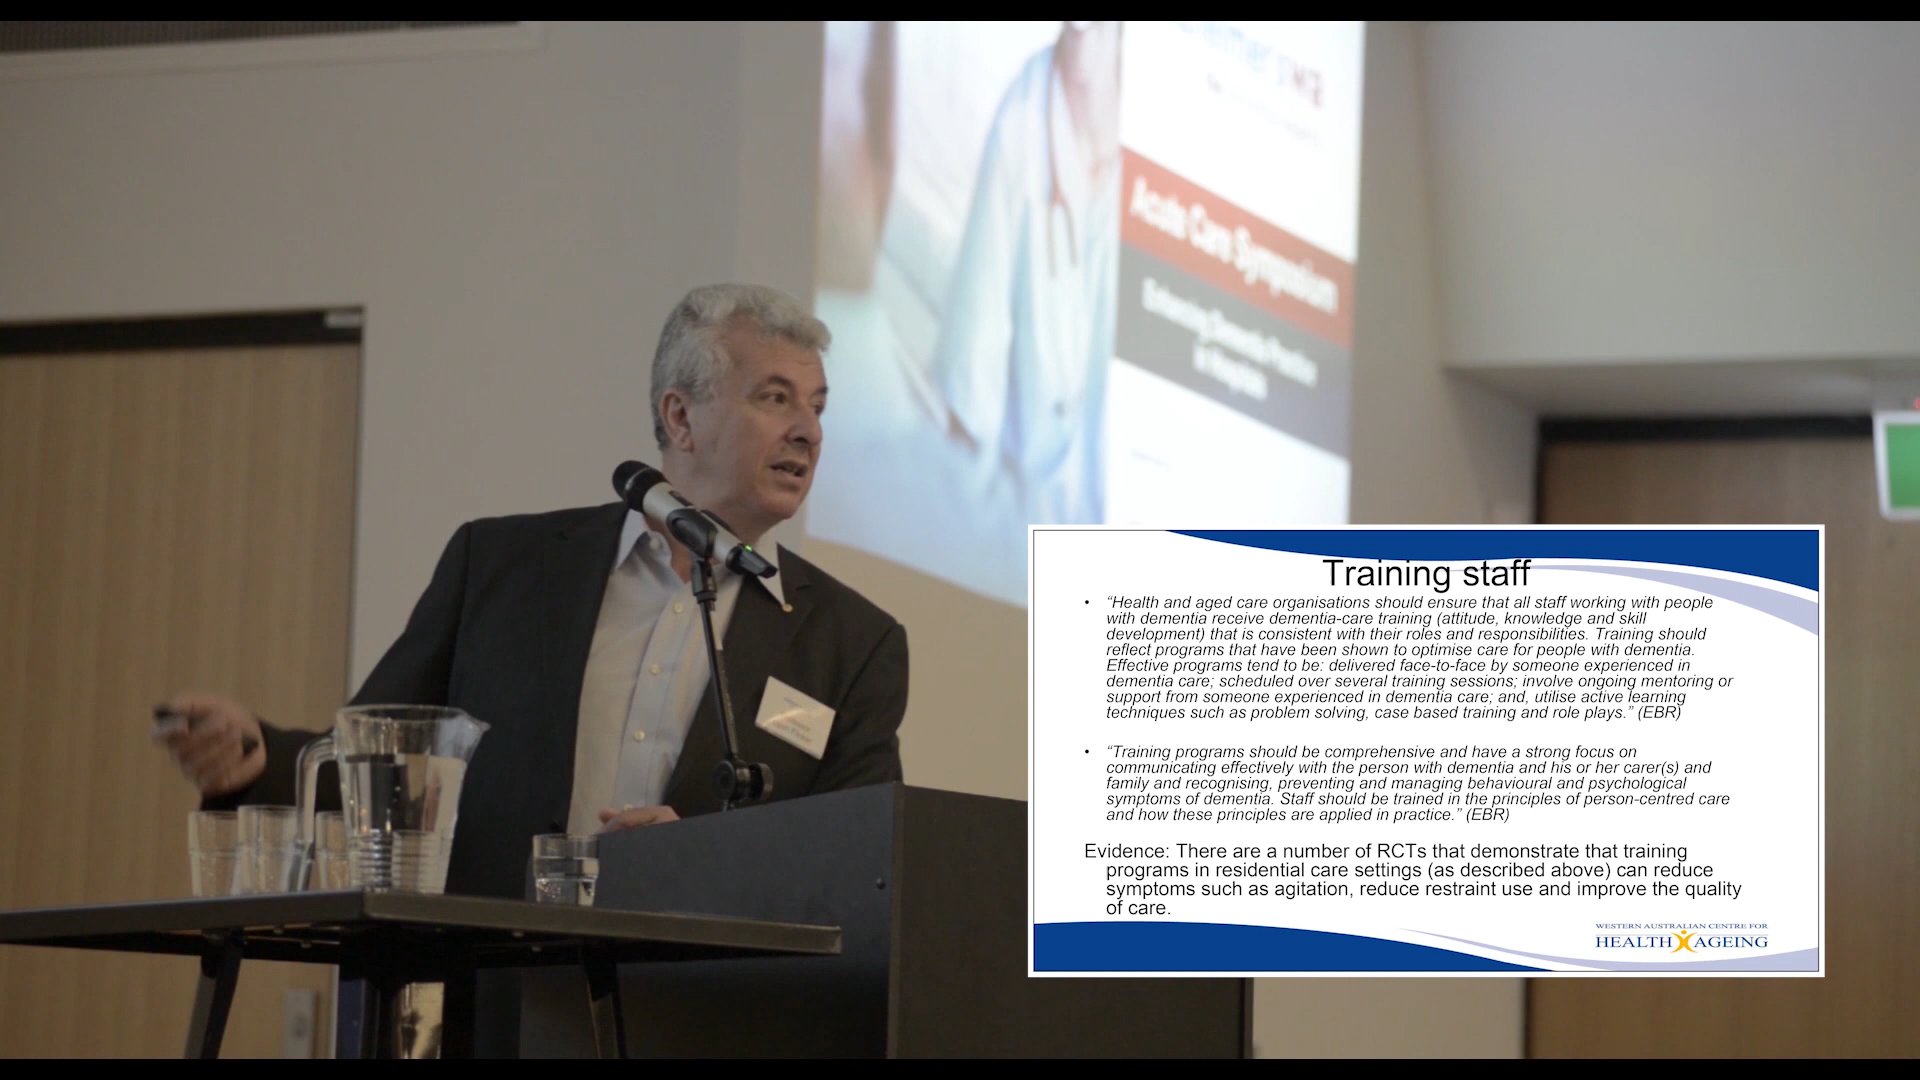 Acute Care Symposium
Enhancing Dementia Practice
in Hospitals
Training staff
• “Health and aged care organisations should ensure that all staff working with people
with dementia receive dementia-care training (attitude, knowledge and skill
development) that is consistent with their roles and responsibilities. Training should
reflect programs that have been shown to optimise care for people with dementia.
Effective programs tend to be: delivered face-to-face by someone experienced in
dementia care; scheduled over several training sessions; involve ongoing mentoring or
support from someone experienced in dementia care; and, utilise active learning
techniques such as problem solving, case based training and role plays.” (EBR)
• “Training programs should be comprehensive and have a strong focus on
communicating effectively with the person with dementia and his or her carer(s) and
family and recognising, preventing and managing behavioural and psychological
symptoms of dementia. Staff should be trained in the principles of person-centred care
and how these principles are applied in practice.” (EBR)
Evidence: There are a number of RCTs that demonstrate that training
programs in residential care settings (as described above) can reduce
symptoms such as agitation, reduce restraint use and improve the quality
of care.
WESTERN AUSTRALIAN CENTRE FOR
HEALTH AGEING